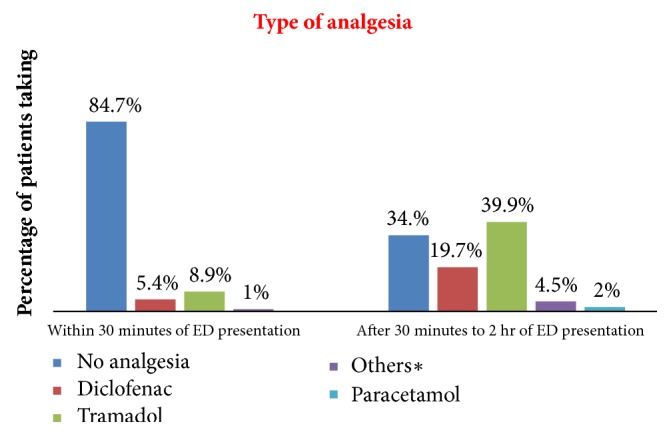 Type of analgesia
Percentage of patients taking
84.7%
5.4%
8.9%
1%
34.%
19.7%
39.9%
4.5%
2%
Within 30 minutes of ED presentation
After 30 minutes to 2 hr of ED presentation
No analgesia
Diclofenac
Tramadol
Others*
Paracetamol